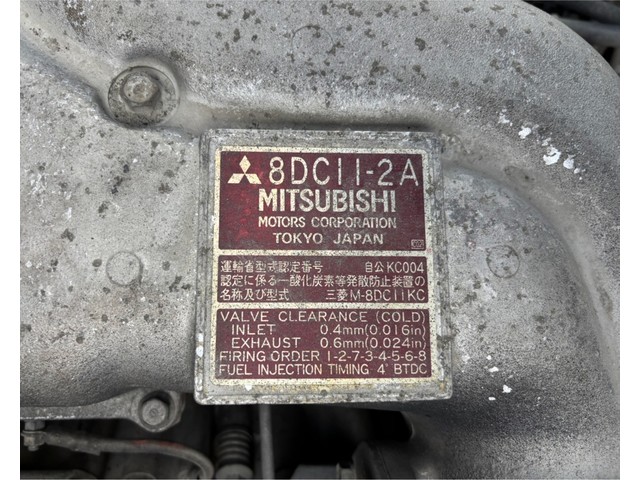 8DC11-2A
MITSUBISHI
MOTORS CORPORATION
TOKYO JAPAN
運輸省型式認定番号 自公KC004
認定に係る一酸化炭素等発散防止装置の
名称及び型式 三菱M-8DC11KC
VALVE CLEARANCE (COLD)
INLET 0.4mm(0.016in)
EXHAUST 0.6mm(0.024in)
FIRING ORDER 1-2-7-3-4-5-6-8
FUEL INJECTION TIMING 4° BTDC